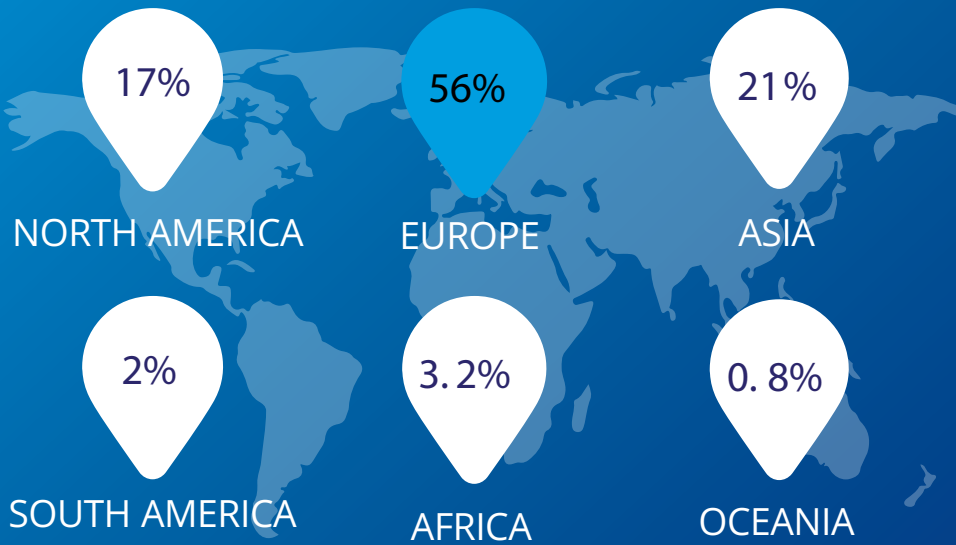 17%
56%
21%
NORTH AMERICA
EUROPE
ASIA
2%
3. 2%
0. 8%
SOUTH AMERICA
AFRICA
OCEANIA